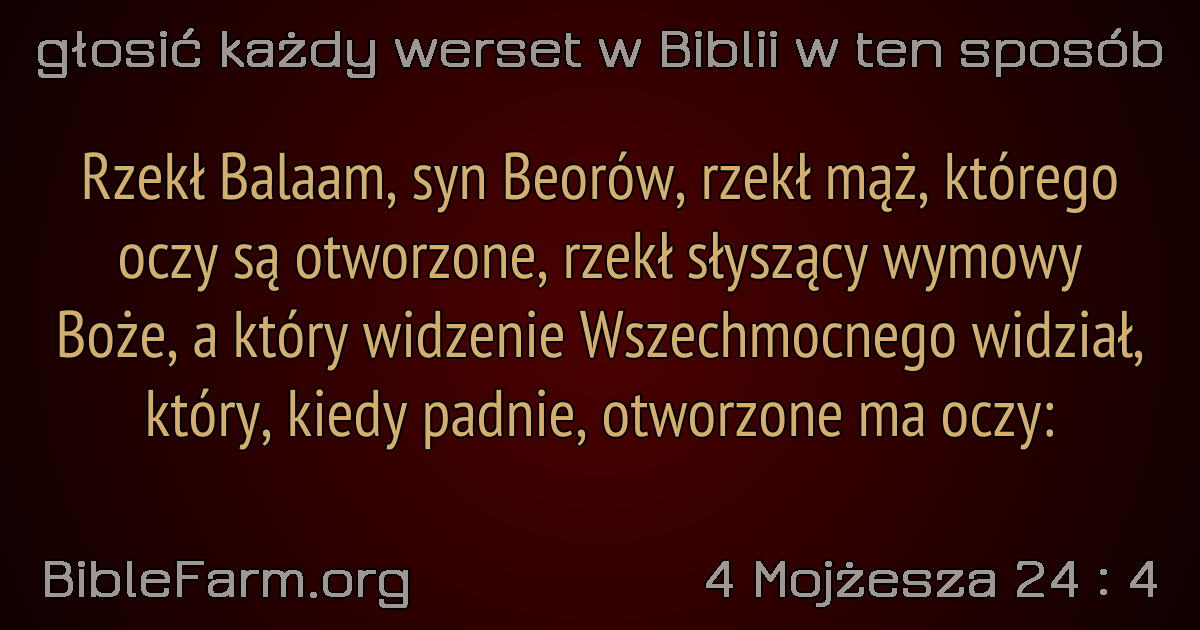 głosić każdy werset w Biblii w ten sposób
Rzekł Balaam, syn Beorów, rzekł mąż, którego
oczy są otworzone, rzekł słyszący wymowy
Boże, a który widzenie Wszechmocnego widział,
który, kiedy padnie, otworzone ma oczy:
BibleFarm.org
4 Mojżesza 24 : 4